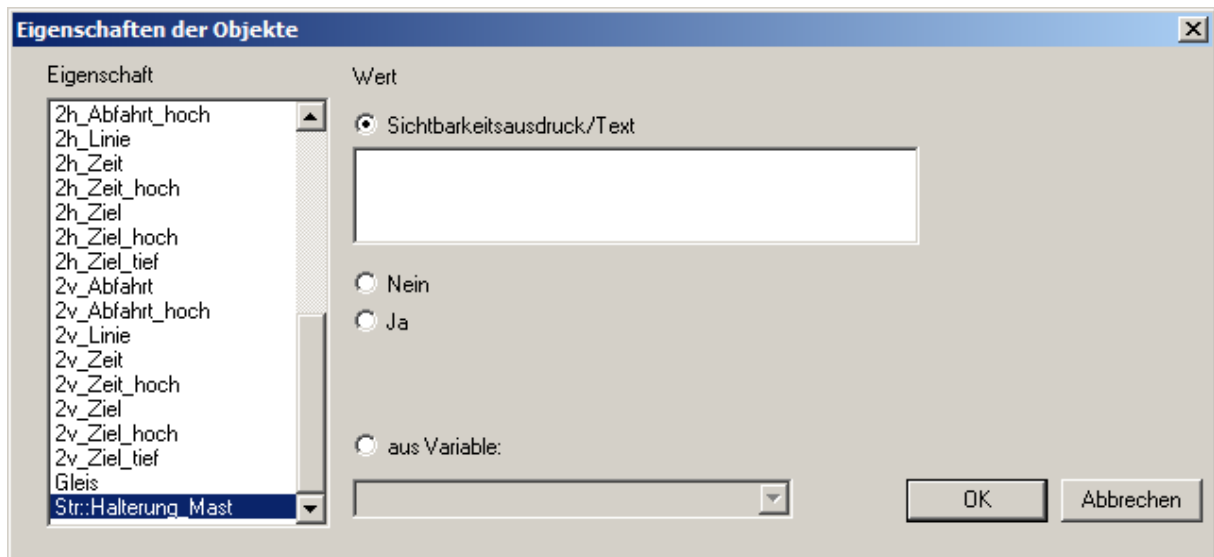 Eigenschaften der Objekte
Eigenschaft
2h_Abfahrt_hoch
2h_Linie
2h_Zeit
2h_Zeit_hoch
2h_Ziel
2h_Ziel_hoch
2h_Ziel_tief
2v_Abfahrt
2v_Abfahrt_hoch
2v_Linie
2v_Zeit
2v_Zeit_hoch
2v_Ziel
2v_Ziel_hoch
2v_Ziel_tief
Gleis
Str::Halterung_Mast
Wert
Sichtbarkeitsausdruck/Text
Nein
Ja
aus Variable:
OK
Abbrechen